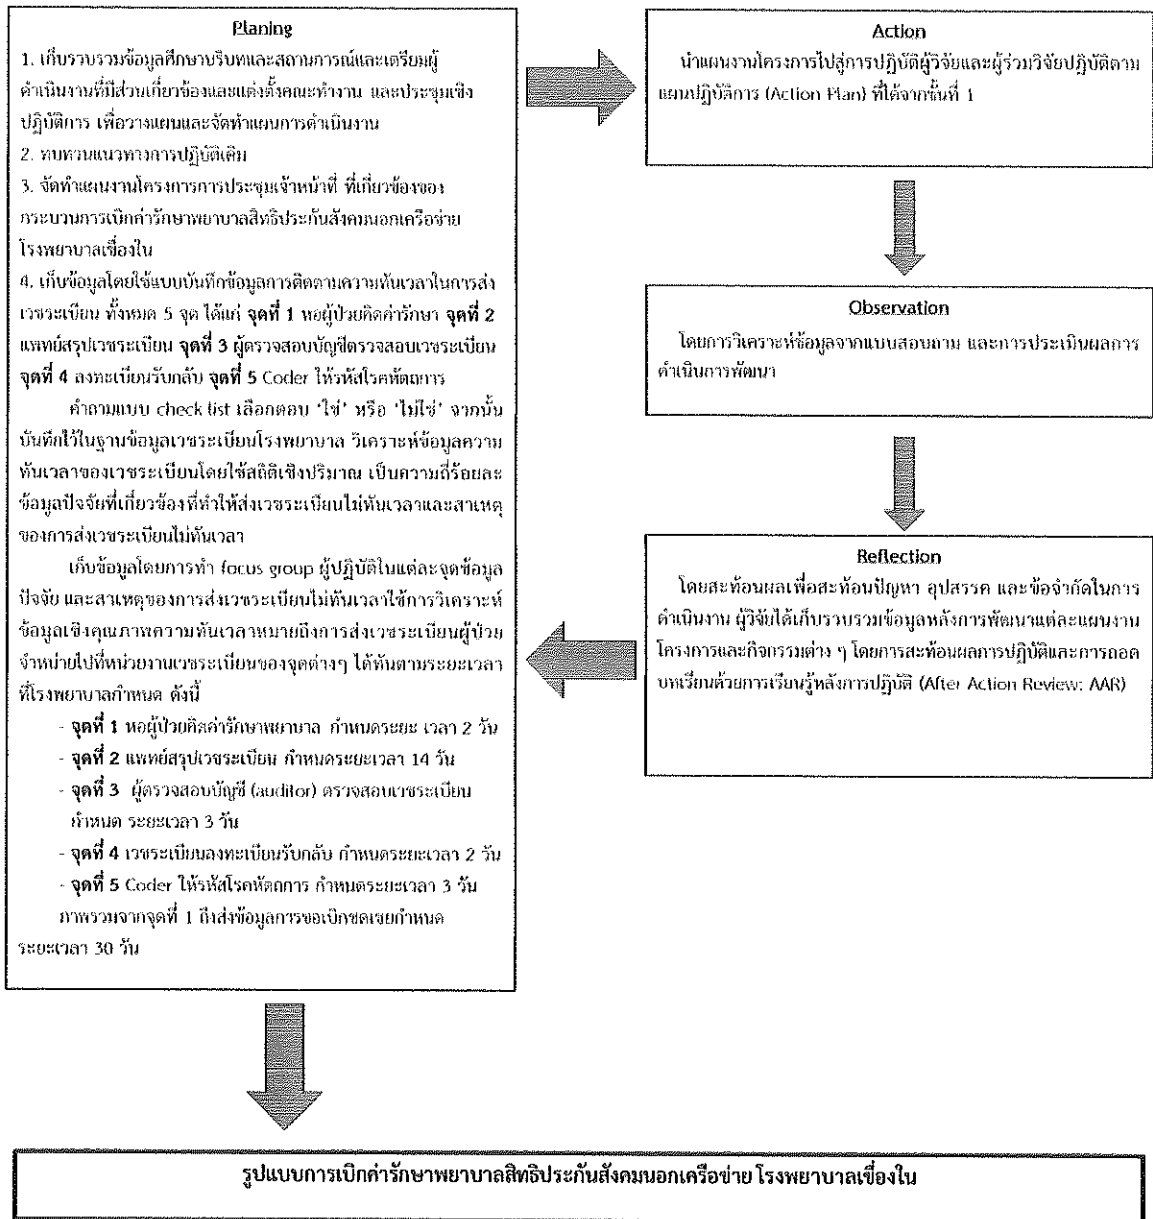 Planing
1. เก็บรวบรวมข้อมูลศึกษาบริบทและสถานการณ์และเตรียมผู้
ดำเนินงานที่มีส่วนเกี่ยวข้องและแต่งตั้งคณะทำงาน และประชุมเชิง
ปฏิบัติการ เพื่อวางแผนและจัดทำแผนการดำเนินงาน
2. ทบทวนแนวทางการปฏิบัติเดิม
3. จัดทำแผนงานโครงการการประชุมเจ้าหน้าที่ ที่เกี่ยวข้องของ
กระบวนการเบิกค่ารักษาพยาบาลสิทธิประกันสังคมนอกเครือข่าย
โรงพยาบาลเขื่องใน
4. เก็บข้อมูลโดยใช้แบบบันทึกข้อมูลการติดตามความทันเวลาในการส่ง
เวชระเบียน ทั้งหมด 5 จุด ได้แก่ จุดที่ 1 หอผู้ป่วยคิดค่ารักษา จุดที่ 2
แพทย์สรุปเวชระเบียน จุดที่ 3 ผู้ตรวจสอบบัญชีตรวจสอบเวชระเบียน
จุดที่ 4 ลงทะเบียนรับกลับ จุดที่ 5 Coder ให้รหัสโรคหัตถการ
คำถามแบบ check list เลือกตอบ ‘ใช่’ หรือ ‘ไม่ใช่’ จากนั้น
บันทึกไว้ในฐานข้อมูลเวชระเบียนโรงพยาบาล วิเคราะห์ข้อมูลความ
ทันเวลาของเวชระเบียนโดยใช้สถิติเชิงปริมาณ เป็นความถี่ร้อยละ
ข้อมูลปัจจัยที่เกี่ยวข้องที่ทำให้ส่งเวชระเบียนไม่ทันเวลาและสาเหตุ
ของการส่งเวชระเบียนไม่ทันเวลา
เก็บข้อมูลโดยการทำ focus group ผู้ปฏิบัติในแต่ละจุดข้อมูล
ปัจจัย และสาเหตุของการส่งเวชระเบียนไม่ทันเวลาใช้การวิเคราะห์
ข้อมูลเชิงคุณภาพความทันเวลาหมายถึงการส่งเวชระเบียนผู้ป่วย
จำหน่ายไปที่หน่วยงานเวชระเบียนของจุดต่างๆ ได้ทันตามระยะเวลา
ที่โรงพยาบาลกำหนด ดังนี้
- จุดที่ 1 หอผู้ป่วยคิดค่ารักษาพยาบาล กำหนดระยะ เวลา 2 วัน
- จุดที่ 2 แพทย์สรุปเวชระเบียน กำหนดระยะเวลา 14 วัน
- จุดที่ 3 ผู้ตรวจสอบบัญชี (auditor) ตรวจสอบเวชระเบียน
กำหนด ระยะเวลา 3 วัน
- จุดที่ 4 เวชระเบียนลงทะเบียนรับกลับ กำหนดระยะเวลา 2 วัน
- จุดที่ 5 Coder ให้รหัสโรคหัตถการ กำหนดระยะเวลา 3 วัน
ภาพรวมจากจุดที่ 1 ถึงส่งข้อมูลการขอเบิกชดเชยกำหนด
ระยะเวลา 30 วัน
Action
นำแผนงานโครงการไปสู่การปฏิบัติผู้วิจัยและผู้ร่วมวิจัยปฏิบัติตาม
แผนปฏิบัติการ (Action Plan) ที่ได้จากขั้นที่ 1
Observation
โดยการวิเคราะห์ข้อมูลจากแบบสอบถาม และการประเมินผลการ
ดำเนินการพัฒนา
Reflection
โดยสะท้อนผลเพื่อสะท้อนปัญหา อุปสรรค และข้อจำกัดในการ
ดำเนินงาน ผู้วิจัยได้เก็บรวบรวมข้อมูลหลังการพัฒนาแต่ละแผนงาน
โครงการและกิจกรรมต่าง ๆ โดยการสะท้อนผลการปฏิบัติและการถอด
บทเรียนด้วยการเรียนรู้หลังการปฏิบัติ (After Action Review: AAR)
รูปแบบการเบิกค่ารักษาพยาบาลสิทธิประกันสังคมนอกเครือข่าย โรงพยาบาลเขื่องใน